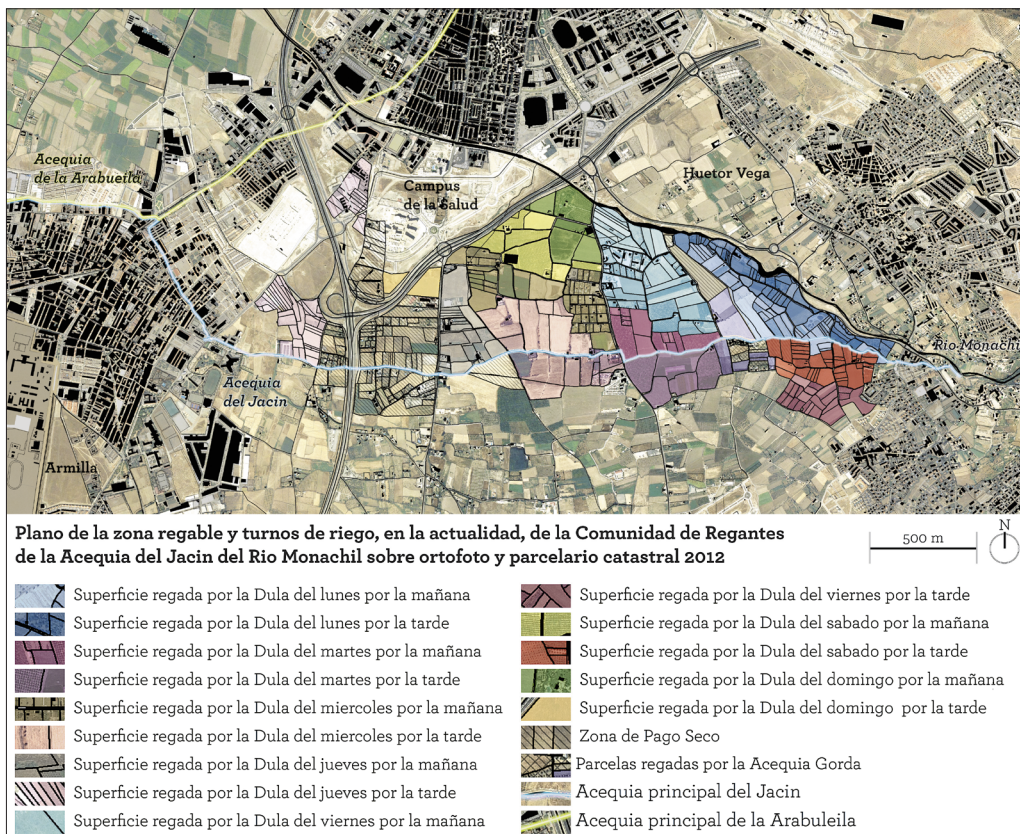 Acequia
de la Arabueila
Campus
de la Salud
Huetor Vega
Rio Monachil
Acequia
del Jacin
Armilla
Plano de la zona regable y turnos de riego, en la actualidad, de la Comunidad de Regantes
de la Acequia del Jacin del Rio Monachil sobre ortofoto y parcelario catastral 2012
500 m
N
Superficie regada por la Dula del lunes por la mañana
Superficie regada por la Dula del lunes por la tarde
Superficie regada por la Dula del martes por la mañana
Superficie regada por la Dula del martes por la tarde
Superficie regada por la Dula del miercoles por la mañana
Superficie regada por la Dula del miercoles por la tarde
Superficie regada por la Dula del jueves por la mañana
Superficie regada por la Dula del jueves por la tarde
Superficie regada por la Dula del viernes por la mañana
Superficie regada por la Dula del viernes por la tarde
Superficie regada por la Dula del sabado por la mañana
Superficie regada por la Dula del sabado por la tarde
Superficie regada por la Dula del domingo por la mañana
Superficie regada por la Dula del domingo por la tarde
Zona de Pago Seco
Parcelas regadas por la Acequia Gorda
Acequia principal del Jacin
Acequia principal de la Arabuleila